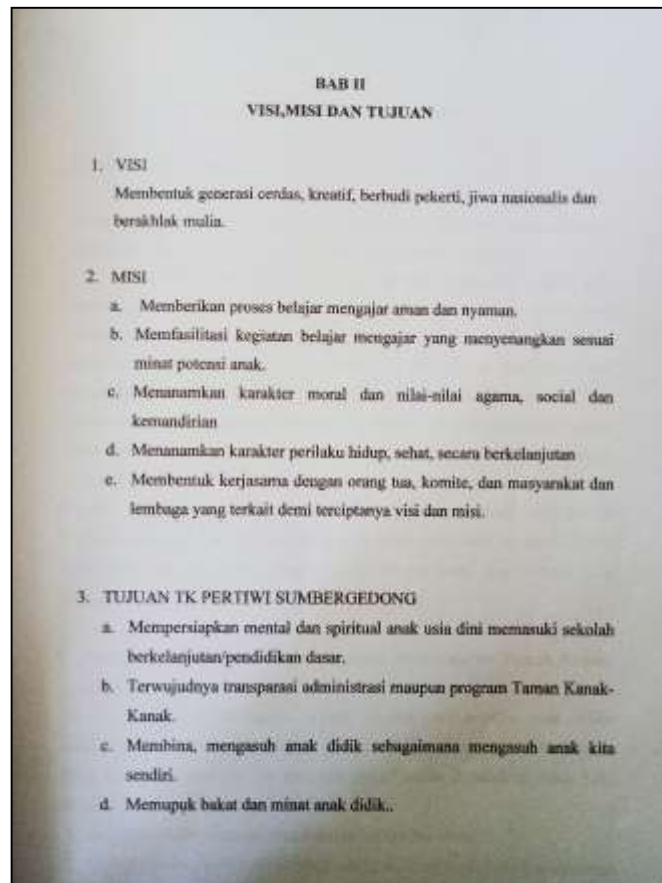 BAB II
VISI,MISI DAN TUJUAN
1. VISI
Membentuk generasi cerdas, kreatif, berbudi pekerti, jiwa nasionalis dan
berakhlak mulia.
2. MISI
a. Memberikan proses belajar mengajar aman dan nyaman.
b. Memfasilitasi kegiatan belajar mengajar yang menyenangkan sesuai
minat potensi anak.
c. Menanamkan karakter moral dan nilai-nilai agama, social dan
kemandirian
d. Menanamkan karakter perilaku hidup, sehat, secara berkelanjutan
e. Membentuk kerjasama dengan orang tua, komite, dan masyarakat dan
lembaga yang terkait demi terciptanya visi dan misi.
3. TUJUAN TK PERTIWI SUMBERGEDONG
a. Mempersiapkan mental dan spiritual anak usia dini memasuki sekolah
berkelanjutan/pendidikan dasar.
b. Terwujudnya transparasi administrasi maupun program Taman Kanak-
Kanak.
c. Membina, mengasuh anak didik sebagaimana mengasuh anak kita
sendiri.
d. Memupuk bakat dan minat anak didik..